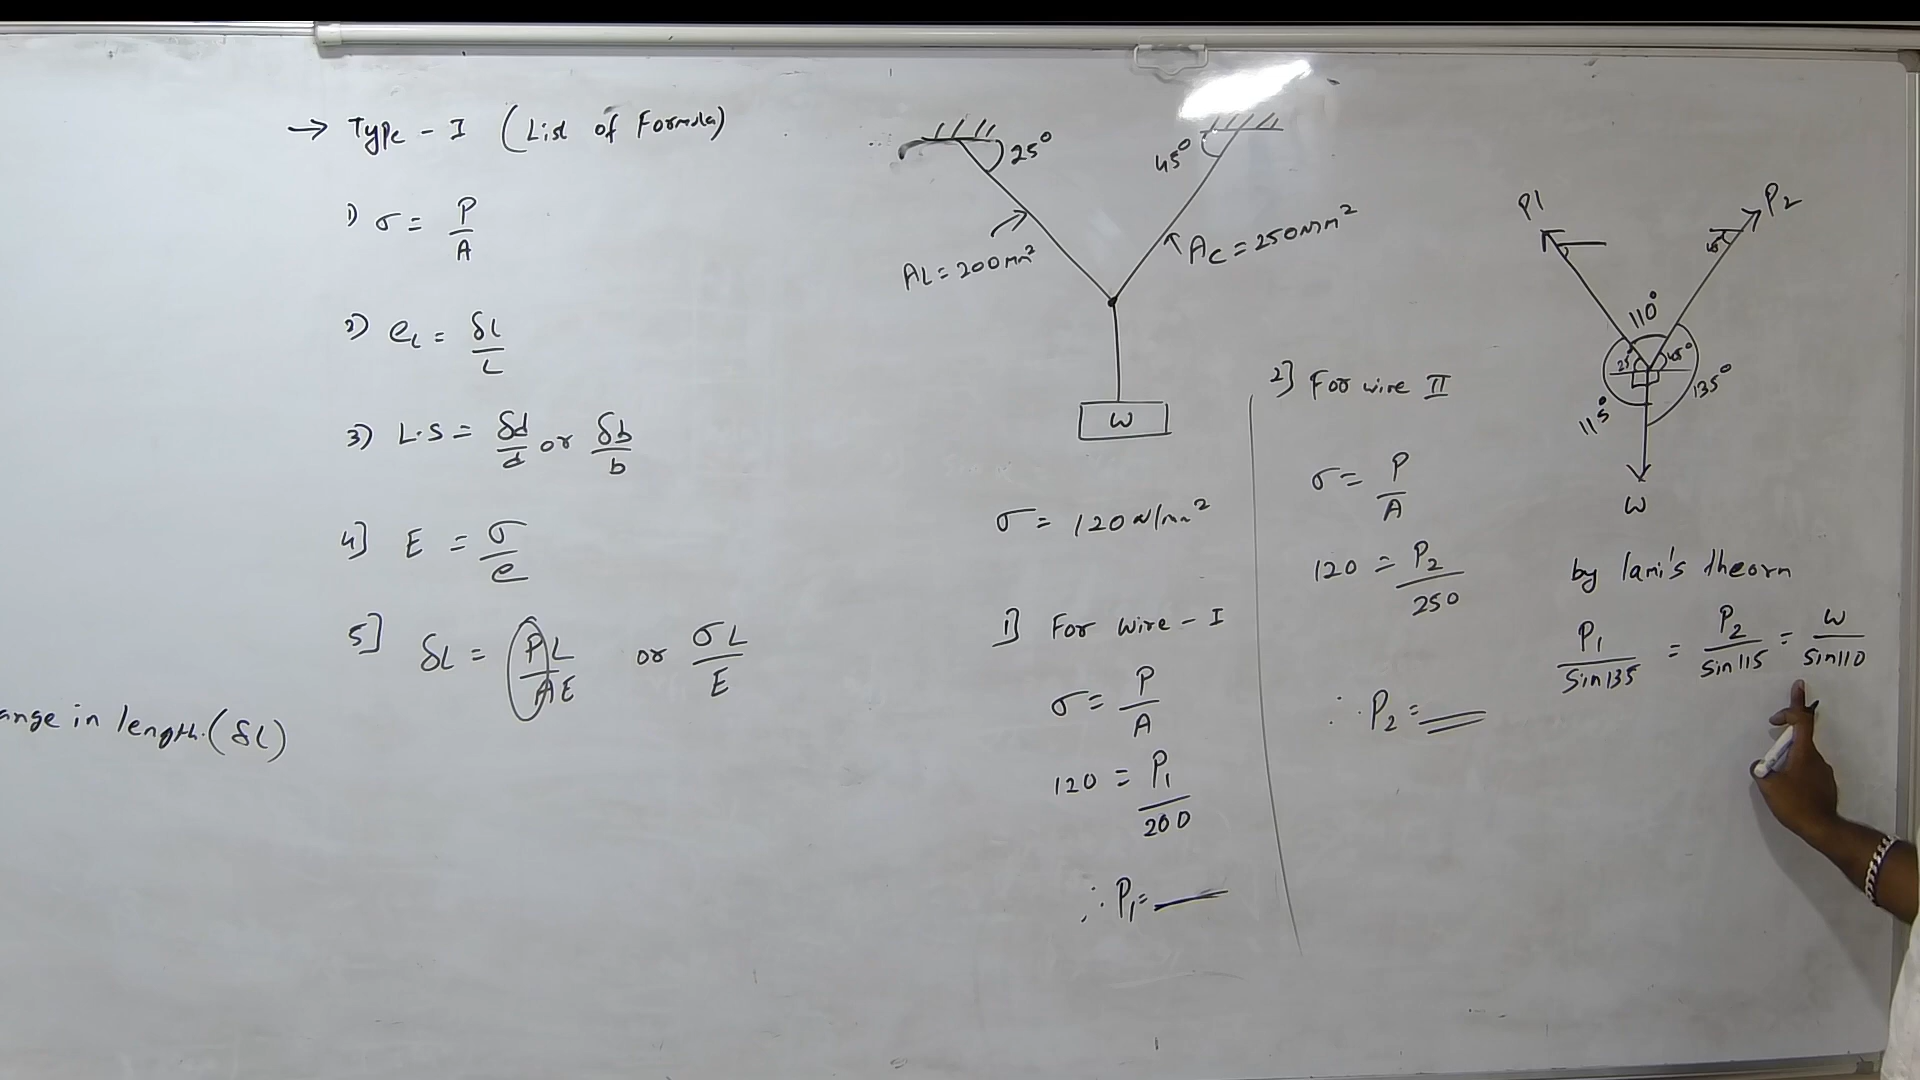 → Type - I (List of Formula)
1) σ = P/A
2) eL = δL/L
3) L.S = δd/d or δb/b
4] E = σ/e
5] δL = PL/AE or σL/E
ange in length.(δL)
25°
45°
AL = 200mm²
AC = 250mm²
W
σ = 120 N/mm²
1] For wire - I
σ = P/A
120 = P1/200
∴ P1 =
2] For wire II
σ = P/A
120 = P2/250
∴ P2 =
P1
P2
45°
110°
25°
45°
135°
115°
W
by lami's theorn
P1/Sin135 = P2/Sin115 = W/Sin110